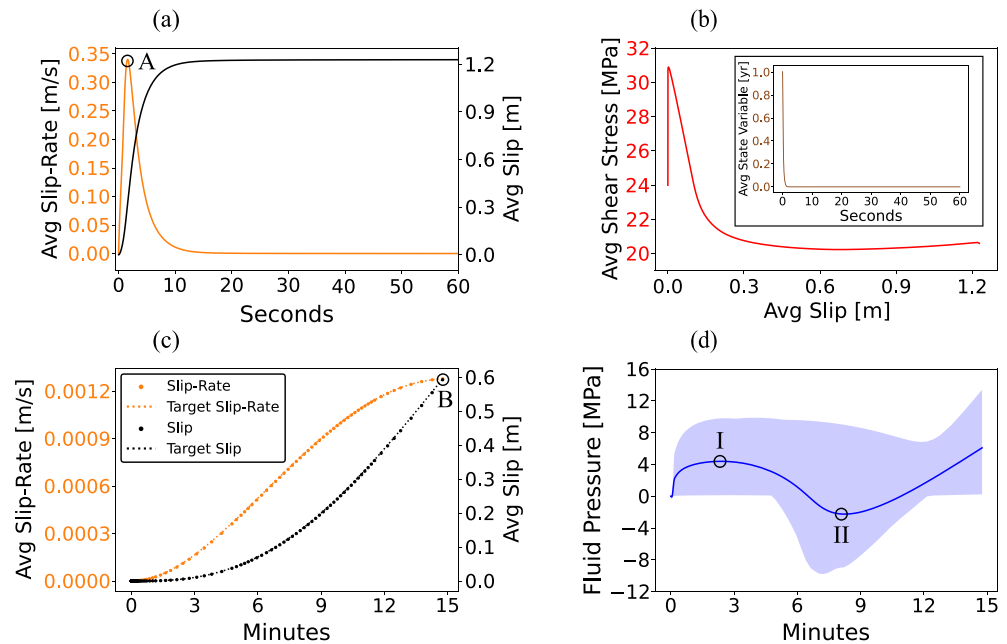 (a)
Avg Slip-Rate [m/s]
0.35
0.30
0.25
0.20
0.15
0.10
0.05
0.00
A
1.2
0.9
0.6
0.3
0.0
Avg Slip [m]
0 10 20 30 40 50 60
Seconds
(b)
Avg Shear Stress [MPa]
32
30
28
26
24
22
20
Avg State Variable [yr]
1.0
0.8
0.6
0.4
0.2
0.0
0 10 20 30 40 50 60
Seconds
0.0 0.3 0.6 0.9 1.2
Avg Slip [m]
(c)
Avg Slip-Rate [m/s]
0.0012
0.0009
0.0006
0.0003
0.0000
Slip-Rate
Target Slip-Rate
Slip
Target Slip
B
0.6
0.5
0.4
0.3
0.2
0.1
0.0
Avg Slip [m]
0 3 6 9 12 15
Minutes
(d)
Fluid Pressure [MPa]
16
12
8
4
0
−4
−8
−12
I
II
0 3 6 9 12 15
Minutes